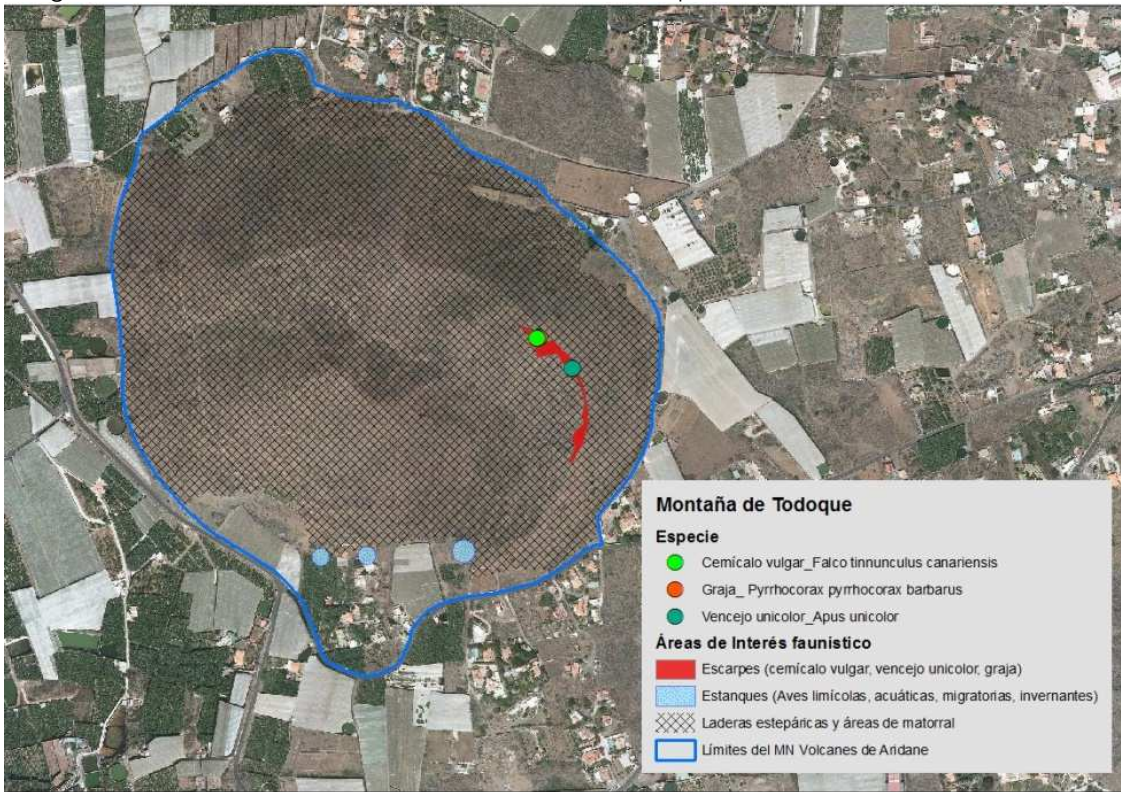 Montaña de Todoque
Especie
Cernícalo vulgar_Falco tinnunculus canariensis
Graja_ Pyrrhocorax pyrrhocorax barbarus
Vencejo unicolor_Apus unicolor
Áreas de Interés faunístico
Escarpes (cernícalo vulgar, vencejo unicolor, graja)
Estanques (Aves limícolas, acuáticas, migratorias, invernantes)
Laderas estepáricas y áreas de matorral
Límites del MN Volcanes de Aridane